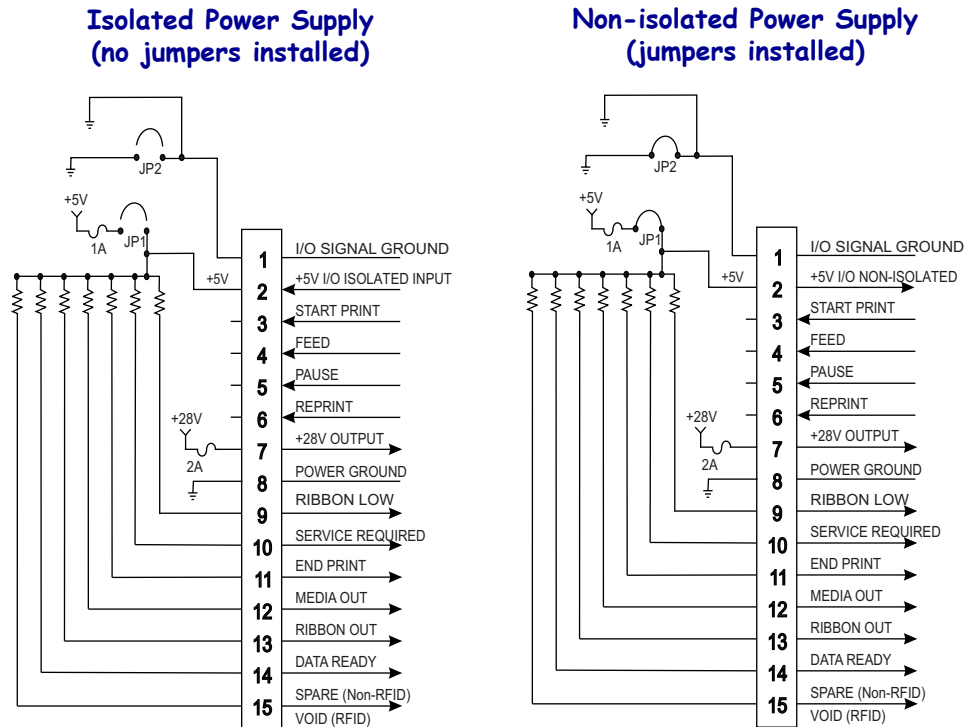 Isolated Power Supply
(no jumpers installed)
JP2
+5V
1A
JP1
+5V
1 I/O SIGNAL GROUND
2 +5V I/O ISOLATED INPUT
3 START PRINT
4 FEED
5 PAUSE
6 REPRINT
+28V
2A
7 +28V OUTPUT
8 POWER GROUND
9 RIBBON LOW
10 SERVICE REQUIRED
11 END PRINT
12 MEDIA OUT
13 RIBBON OUT
14 DATA READY
15 SPARE (Non-RFID)
VOID (RFID)
Non-isolated Power Supply
(jumpers installed)
JP2
+5V
1A
JP1
+5V
1 I/O SIGNAL GROUND
2 +5V I/O NON-ISOLATED
3 START PRINT
4 FEED
5 PAUSE
6 REPRINT
+28V
2A
7 +28V OUTPUT
8 POWER GROUND
9 RIBBON LOW
10 SERVICE REQUIRED
11 END PRINT
12 MEDIA OUT
13 RIBBON OUT
14 DATA READY
15 SPARE (Non-RFID)
VOID (RFID)